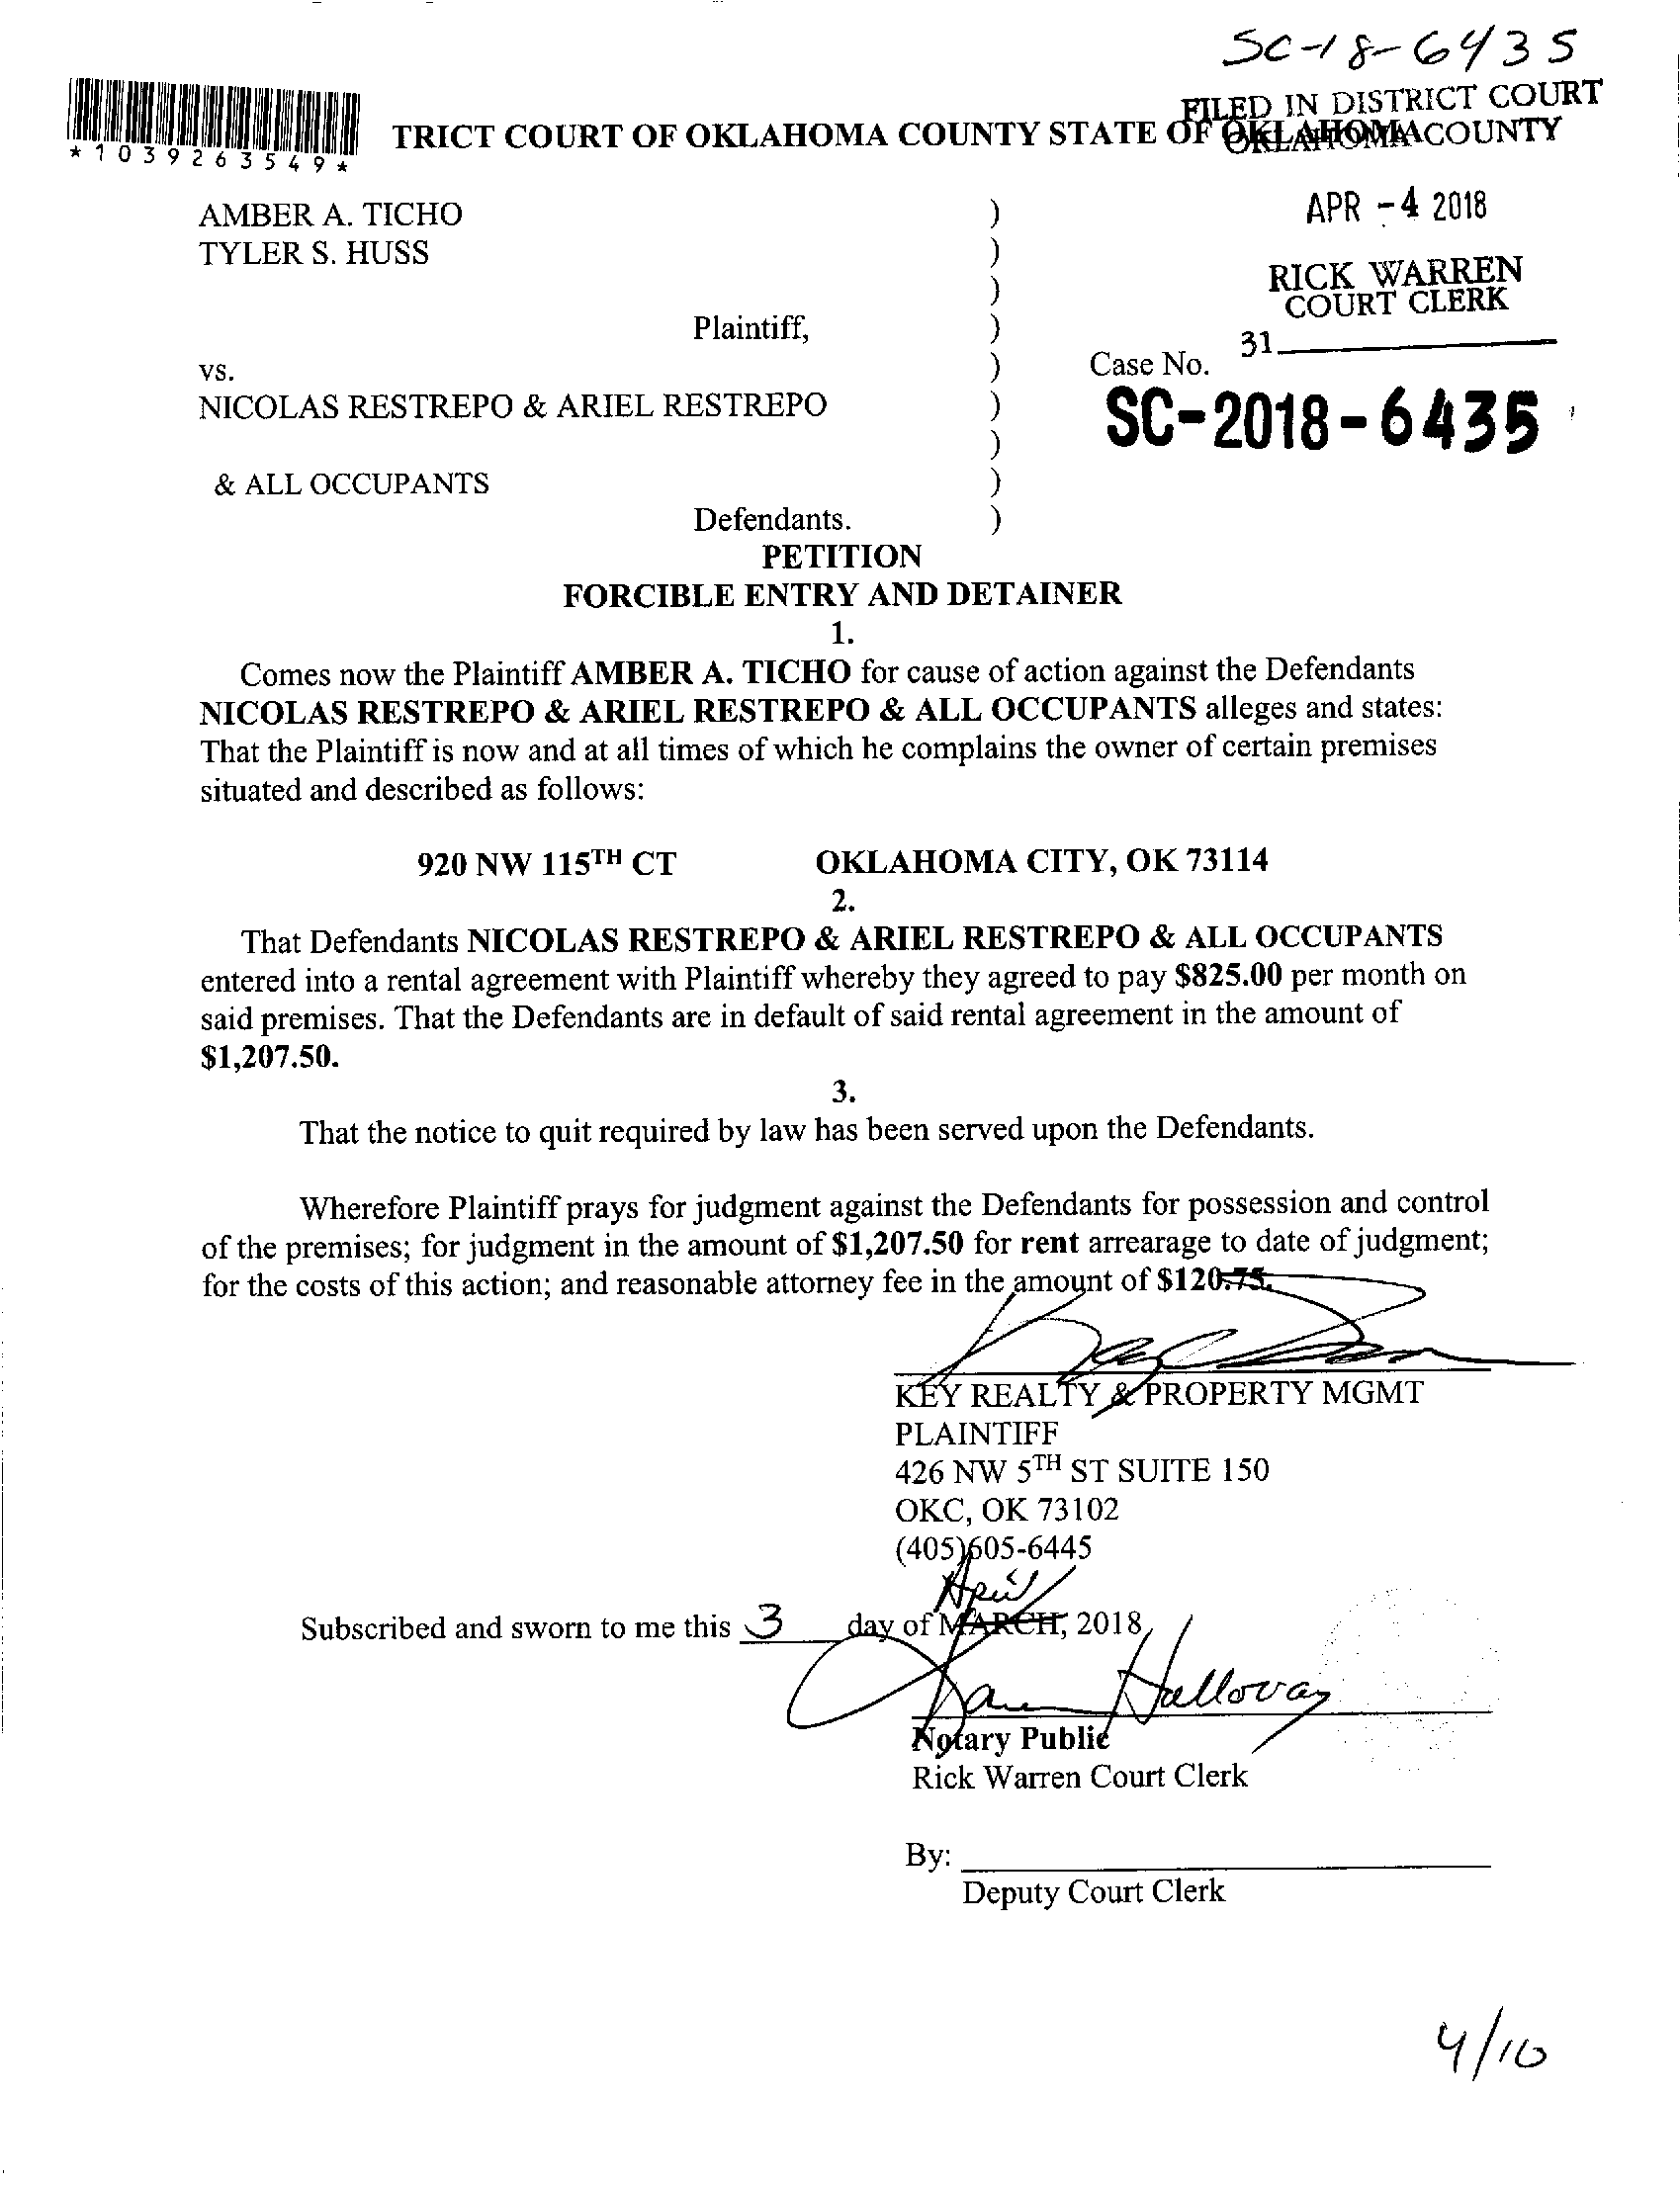 SC-18-6435
FILED IN DISTRICT COURT
OKLAHOMA COUNTY
*1039263549*
TRICT COURT OF OKLAHOMA COUNTY STATE OF OKLAHOMA
APR -4 2018
AMBER A. TICHO )
TYLER S. HUSS )
)
RICK WARREN
COURT CLERK
Plaintiff, )
31
vs. ) Case No.
NICOLAS RESTREPO & ARIEL RESTREPO )
SC-2018-6435
)
& ALL OCCUPANTS )
Defendants. )
PETITION
FORCIBLE ENTRY AND DETAINER
1.
Comes now the Plaintiff AMBER A. TICHO for cause of action against the Defendants
NICOLAS RESTREPO & ARIEL RESTREPO & ALL OCCUPANTS alleges and states:
That the Plaintiff is now and at all times of which he complains the owner of certain premises
situated and described as follows:
920 NW 115TH CT OKLAHOMA CITY, OK 73114
2.
That Defendants NICOLAS RESTREPO & ARIEL RESTREPO & ALL OCCUPANTS
entered into a rental agreement with Plaintiff whereby they agreed to pay $825.00 per month on
said premises. That the Defendants are in default of said rental agreement in the amount of
$1,207.50.
3.
That the notice to quit required by law has been served upon the Defendants.
Wherefore Plaintiff prays for judgment against the Defendants for possession and control
of the premises; for judgment in the amount of $1,207.50 for rent arrearage to date of judgment;
for the costs of this action; and reasonable attorney fee in the amount of $120.75.
KEY REALTY & PROPERTY MGMT
PLAINTIFF
426 NW 5TH ST SUITE 150
OKC, OK 73102
(405)605-6445
April
Subscribed and sworn to me this 3 day of MARCH, 2018
Holloway
Notary Public
Rick Warren Court Clerk
By:
Deputy Court Clerk
4/10